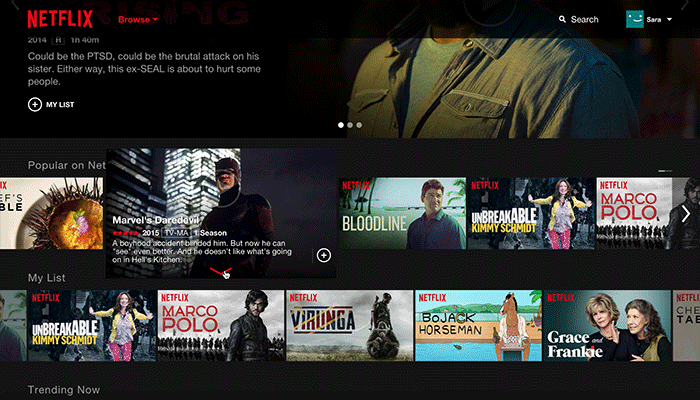 RISING
NETFLIX Browse Search Sara
2014 R 1h 40m
Could be the PTSD, could be the brutal attack on his
sister. Either way, this ex-SEAL is about to hurt some
people.
MY LIST
Popular on Net
Marvel's Daredevil
2015 TV-MA 1 Season
A boyhood accident blinded him. But now he can
"see" even better. And he doesn't like what's going
on in Hell's Kitchen.
IX
EF'S
BLE
NETFLIX
BLOODLINE
NETFLIX
UNBREAKABLE
KIMMY SCHMIDT
NETFLIX
MARCO
POLO.
My List
NETFLIX
UNBREAKABLE
KIMMY SCHMIDT
NETFLIX
MARCO
POLO.
NETFLIX
VIRUNGA
NETFLIX
BOJACK
HORSEMAN
NETFLIX
Grace and
Frankie
NETFLIX
CHE
TAB
Trending Now